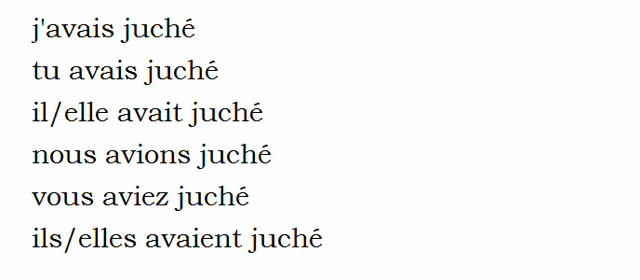 j'avais juché
tu avais juché
il/elle avait juché
nous avions juché
vous aviez juché
ils/elles avaient juché